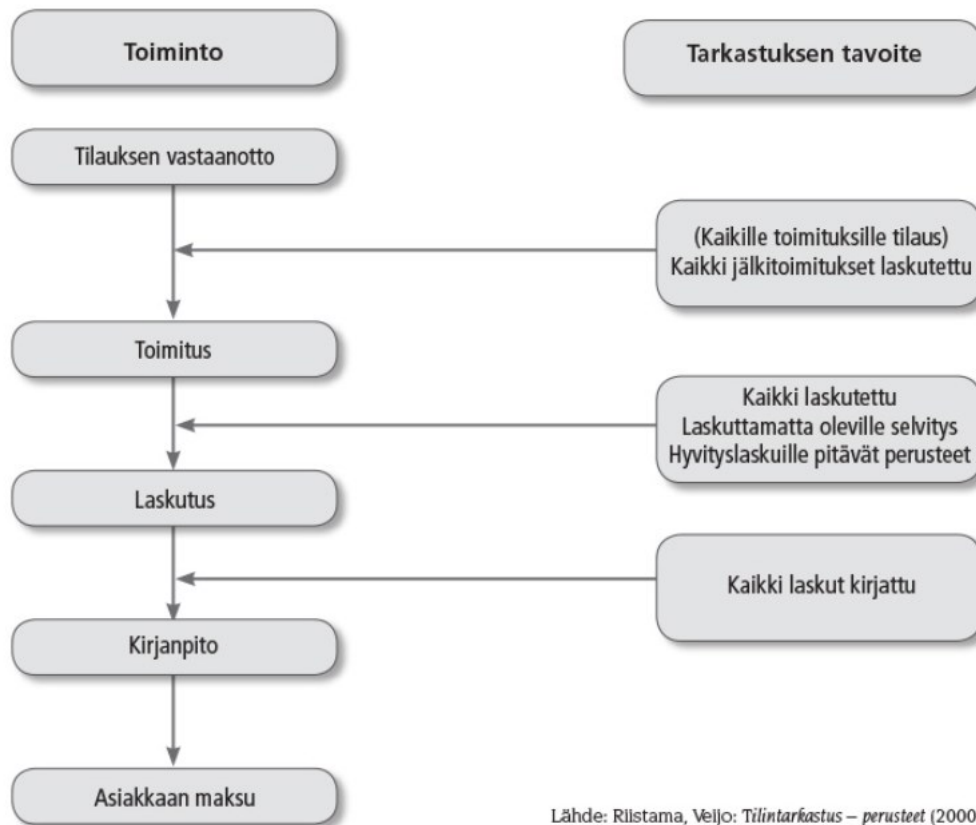 Toiminto
Tarkastuksen tavoite
Tilauksen vastaanotto
(Kaikille toimituksille tilaus)
Kaikki jälkitoimitukset laskutettu
Toimitus
Kaikki laskutettu
Laskuttamatta oleville selvitys
Hyvityslaskuille pitävät perusteet
Laskutus
Kaikki laskut kirjattu
Kirjanpito
Asiakkaan maksu
Lähde: Riistama, Veijo: Tilintarkastus – perusteet (2000